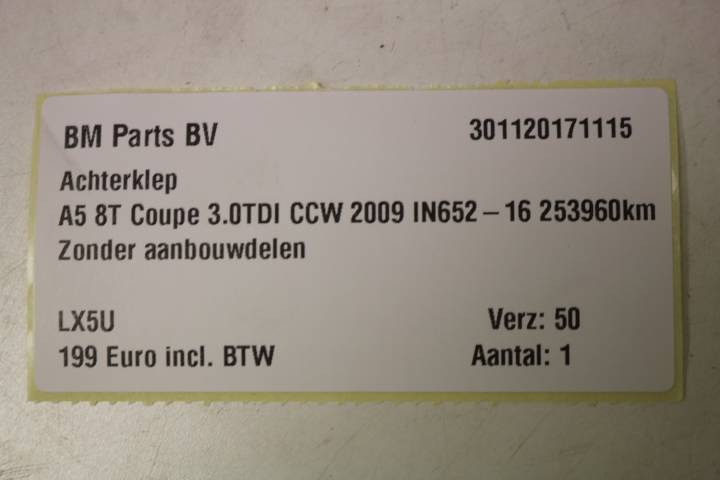 BM Parts BV 301120171115
Achterklep
A5 8T Coupe 3.0TDI CCW 2009 IN652 – 16 253960km
Zonder aanbouwdelen
LX5U Verz: 50
199 Euro incl. BTW Aantal: 1